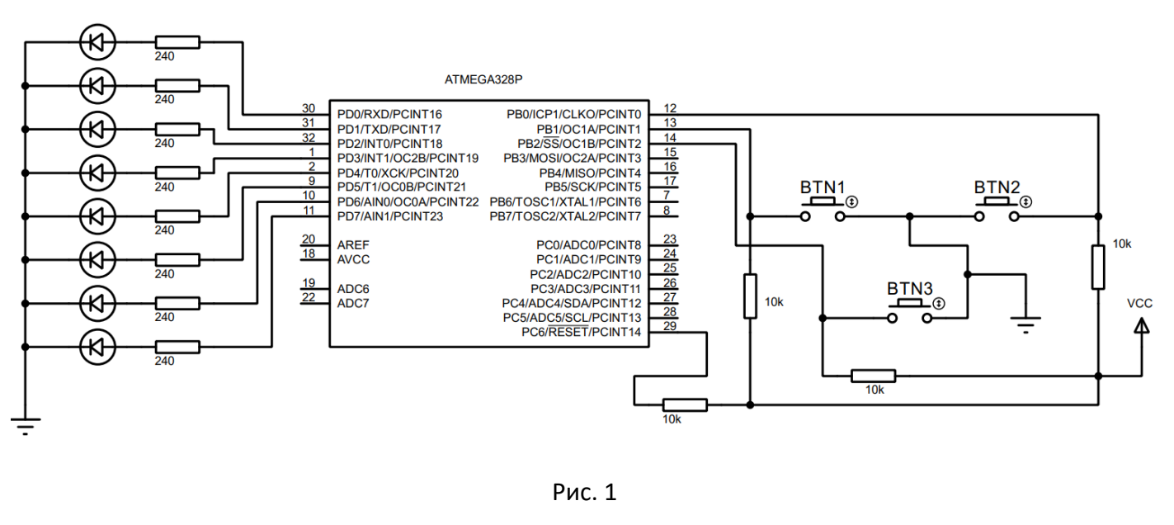 ATMEGA328P
240
240
240
240
240
240
240
240
30 PD0/RXD/PCINT16
31 PD1/TXD/PCINT17
32 PD2/INT0/PCINT18
1 PD3/INT1/OC2B/PCINT19
2 PD4/T0/XCK/PCINT20
9 PD5/T1/OC0B/PCINT21
10 PD6/AIN0/OC0A/PCINT22
11 PD7/AIN1/PCINT23
20 AREF
18 AVCC
19 ADC6
22 ADC7
PB0/ICP1/CLKO/PCINT0 12
PB1/OC1A/PCINT1 13
PB2/SS/OC1B/PCINT2 14
PB3/MOSI/OC2A/PCINT3 15
PB4/MISO/PCINT4 16
PB5/SCK/PCINT5 17
PB6/TOSC1/XTAL1/PCINT6 7
PB7/TOSC2/XTAL2/PCINT7 8
PC0/ADC0/PCINT8 23
PC1/ADC1/PCINT9 24
PC2/ADC2/PCINT10 25
PC3/ADC3/PCINT11 26
PC4/ADC4/SDA/PCINT12 27
PC5/ADC5/SCL/PCINT13 28
PC6/RESET/PCINT14 29
BTN1
BTN2
BTN3
10k
10k
10k
10k
VCC
Рис. 1